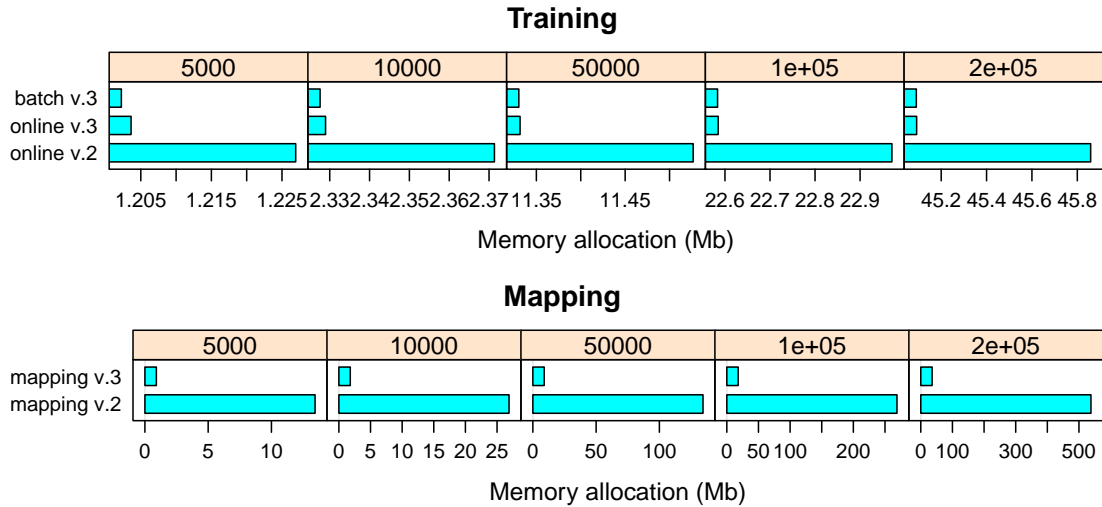 Training
5000 10000 50000 1e+05 2e+05
batch v.3
online v.3
online v.2
1.205 1.215 1.225 2.33 2.34 2.35 2.36 2.37 11.35 11.45 22.6 22.7 22.8 22.9 45.2 45.4 45.6 45.8
Memory allocation (Mb)
Mapping
5000 10000 50000 1e+05 2e+05
mapping v.3
mapping v.2
0 5 10 0 5 10 15 20 25 0 50 100 0 50 100 200 0 100 300 500
Memory allocation (Mb)